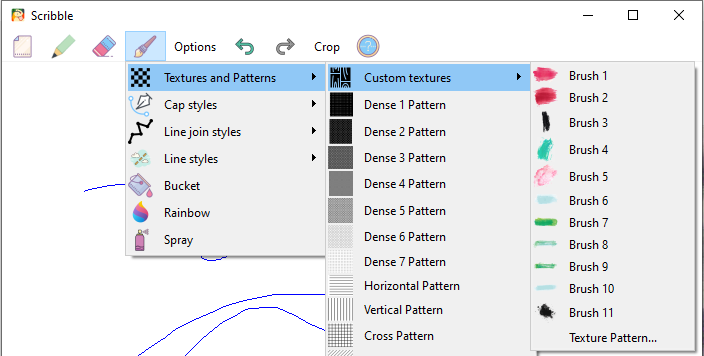 Scribble
Options
Crop
Textures and Patterns
Cap styles
Line join styles
Line styles
Bucket
Rainbow
Spray
Custom textures
Dense 1 Pattern
Dense 2 Pattern
Dense 3 Pattern
Dense 4 Pattern
Dense 5 Pattern
Dense 6 Pattern
Dense 7 Pattern
Horizontal Pattern
Vertical Pattern
Cross Pattern
Brush 1
Brush 2
Brush 3
Brush 4
Brush 5
Brush 6
Brush 7
Brush 8
Brush 9
Brush 10
Brush 11
Texture Pattern...